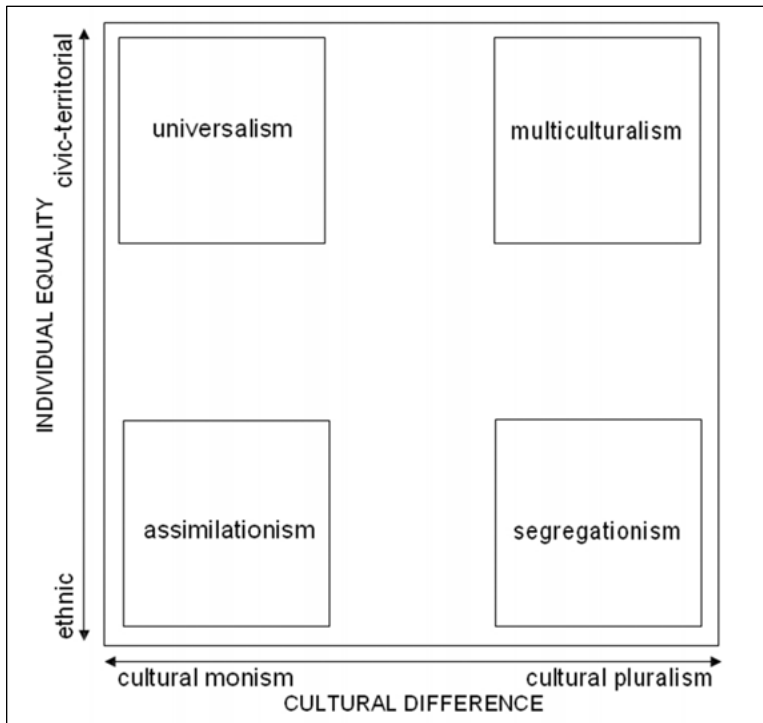 civic-territorial
INDIVIDUAL EQUALITY
ethnic
universalism
multiculturalism
assimilationism
segregationism
cultural monism
cultural pluralism
CULTURAL DIFFERENCE